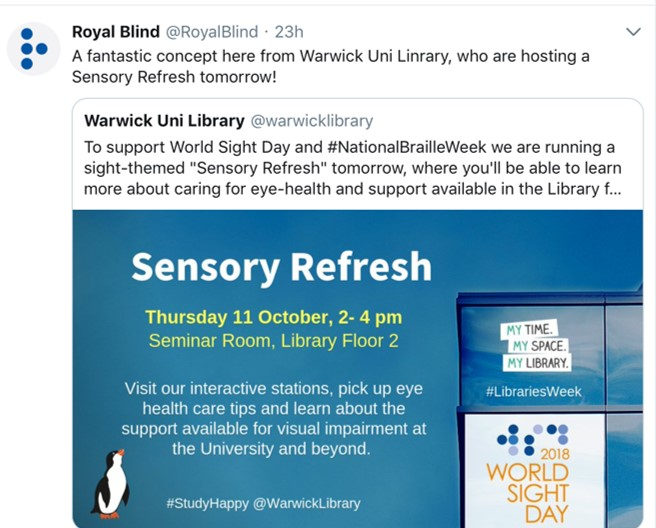 Royal Blind @RoyalBlind · 23h
A fantastic concept here from Warwick Uni Linrary, who are hosting a
Sensory Refresh tomorrow!
Warwick Uni Library @warwicklibrary
To support World Sight Day and #NationalBrailleWeek we are running a
sight-themed "Sensory Refresh" tomorrow, where you'll be able to learn
more about caring for eye-health and support available in the Library f...
Sensory Refresh
Thursday 11 October, 2- 4 pm
Seminar Room, Library Floor 2
Visit our interactive stations, pick up eye
health care tips and learn about the
support available for visual impairment at
the University and beyond.
#StudyHappy @WarwickLibrary
MY TIME.
MY SPACE.
MY LIBRARY.
#LibrariesWeek
2018
WORLD
SIGHT
DAY